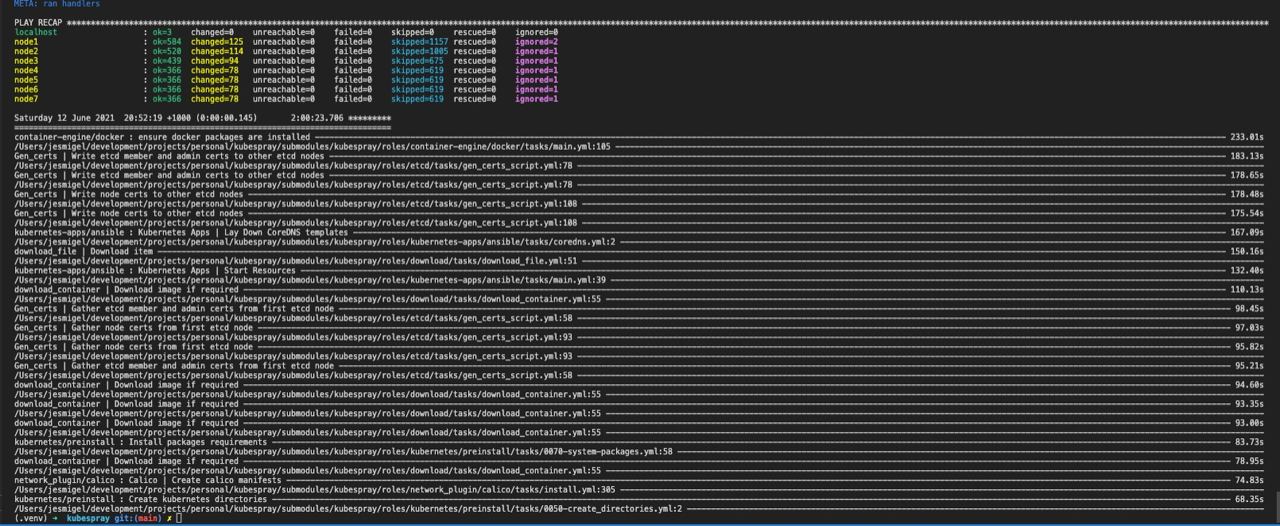 META: ran handlers
PLAY RECAP ****************************************************************************************************
localhost : ok=3 changed=0 unreachable=0 failed=0 skipped=0 rescued=0 ignored=0
node1 : ok=584 changed=125 unreachable=0 failed=0 skipped=1157 rescued=0 ignored=2
node2 : ok=520 changed=114 unreachable=0 failed=0 skipped=1005 rescued=0 ignored=1
node3 : ok=439 changed=94 unreachable=0 failed=0 skipped=675 rescued=0 ignored=1
node4 : ok=366 changed=78 unreachable=0 failed=0 skipped=619 rescued=0 ignored=1
node5 : ok=366 changed=78 unreachable=0 failed=0 skipped=619 rescued=0 ignored=1
node6 : ok=366 changed=78 unreachable=0 failed=0 skipped=619 rescued=0 ignored=1
node7 : ok=366 changed=78 unreachable=0 failed=0 skipped=619 rescued=0 ignored=1
Saturday 12 June 2021 20:52:19 +1000 (0:00:00.145) 2:00:23.706 *********
===============================================================================
container-engine/docker : ensure docker packages are installed --- 233.01s
/Users/jesmigel/development/projects/personal/kubespray/submodules/kubespray/roles/container-engine/docker/tasks/main.yml:105 ---
Gen_certs | Write etcd member and admin certs to other etcd nodes --- 183.13s
/Users/jesmigel/development/projects/personal/kubespray/submodules/kubespray/roles/etcd/tasks/gen_certs_script.yml:78 ---
Gen_certs | Write etcd member and admin certs to other etcd nodes --- 178.65s
/Users/jesmigel/development/projects/personal/kubespray/submodules/kubespray/roles/etcd/tasks/gen_certs_script.yml:78 ---
Gen_certs | Write node certs to other etcd nodes --- 178.48s
/Users/jesmigel/development/projects/personal/kubespray/submodules/kubespray/roles/etcd/tasks/gen_certs_script.yml:108 ---
Gen_certs | Write node certs to other etcd nodes --- 175.54s
/Users/jesmigel/development/projects/personal/kubespray/submodules/kubespray/roles/etcd/tasks/gen_certs_script.yml:108 ---
kubernetes-apps/ansible : Kubernetes Apps | Lay Down CoreDNS templates --- 167.09s
/Users/jesmigel/development/projects/personal/kubespray/submodules/kubespray/roles/kubernetes-apps/ansible/tasks/coredns.yml:2 ---
download_file | Download item --- 150.16s
/Users/jesmigel/development/projects/personal/kubespray/submodules/kubespray/roles/download/tasks/download_file.yml:51 ---
kubernetes-apps/ansible : Kubernetes Apps | Start Resources --- 132.40s
/Users/jesmigel/development/projects/personal/kubespray/submodules/kubespray/roles/kubernetes-apps/ansible/tasks/main.yml:39 ---
download_container | Download image if required --- 110.13s
/Users/jesmigel/development/projects/personal/kubespray/submodules/kubespray/roles/download/tasks/download_container.yml:55 ---
Gen_certs | Gather etcd member and admin certs from first etcd node --- 98.45s
/Users/jesmigel/development/projects/personal/kubespray/submodules/kubespray/roles/etcd/tasks/gen_certs_script.yml:58 ---
Gen_certs | Gather node certs from first etcd node --- 97.03s
/Users/jesmigel/development/projects/personal/kubespray/submodules/kubespray/roles/etcd/tasks/gen_certs_script.yml:93 ---
Gen_certs | Gather node certs from first etcd node --- 95.82s
/Users/jesmigel/development/projects/personal/kubespray/submodules/kubespray/roles/etcd/tasks/gen_certs_script.yml:93 ---
Gen_certs | Gather etcd member and admin certs from first etcd node --- 95.21s
/Users/jesmigel/development/projects/personal/kubespray/submodules/kubespray/roles/etcd/tasks/gen_certs_script.yml:58 ---
download_container | Download image if required --- 94.60s
/Users/jesmigel/development/projects/personal/kubespray/submodules/kubespray/roles/download/tasks/download_container.yml:55 ---
download_container | Download image if required --- 93.35s
/Users/jesmigel/development/projects/personal/kubespray/submodules/kubespray/roles/download/tasks/download_container.yml:55 ---
download_container | Download image if required --- 93.00s
/Users/jesmigel/development/projects/personal/kubespray/submodules/kubespray/roles/download/tasks/download_container.yml:55 ---
kubernetes/preinstall : Install packages requirements --- 83.73s
/Users/jesmigel/development/projects/personal/kubespray/submodules/kubespray/roles/kubernetes/preinstall/tasks/0070-system-packages.yml:58 ---
download_container | Download image if required --- 78.95s
/Users/jesmigel/development/projects/personal/kubespray/submodules/kubespray/roles/download/tasks/download_container.yml:55 ---
network_plugin/calico : Calico | Create calico manifests --- 74.83s
/Users/jesmigel/development/projects/personal/kubespray/submodules/kubespray/roles/network_plugin/calico/tasks/install.yml:305 ---
kubernetes/preinstall : Create kubernetes directories --- 68.35s
/Users/jesmigel/development/projects/personal/kubespray/submodules/kubespray/roles/kubernetes/preinstall/tasks/0050-create_directories.yml:2 ---
(.venv) ➜ kubespray git:(main) ✗